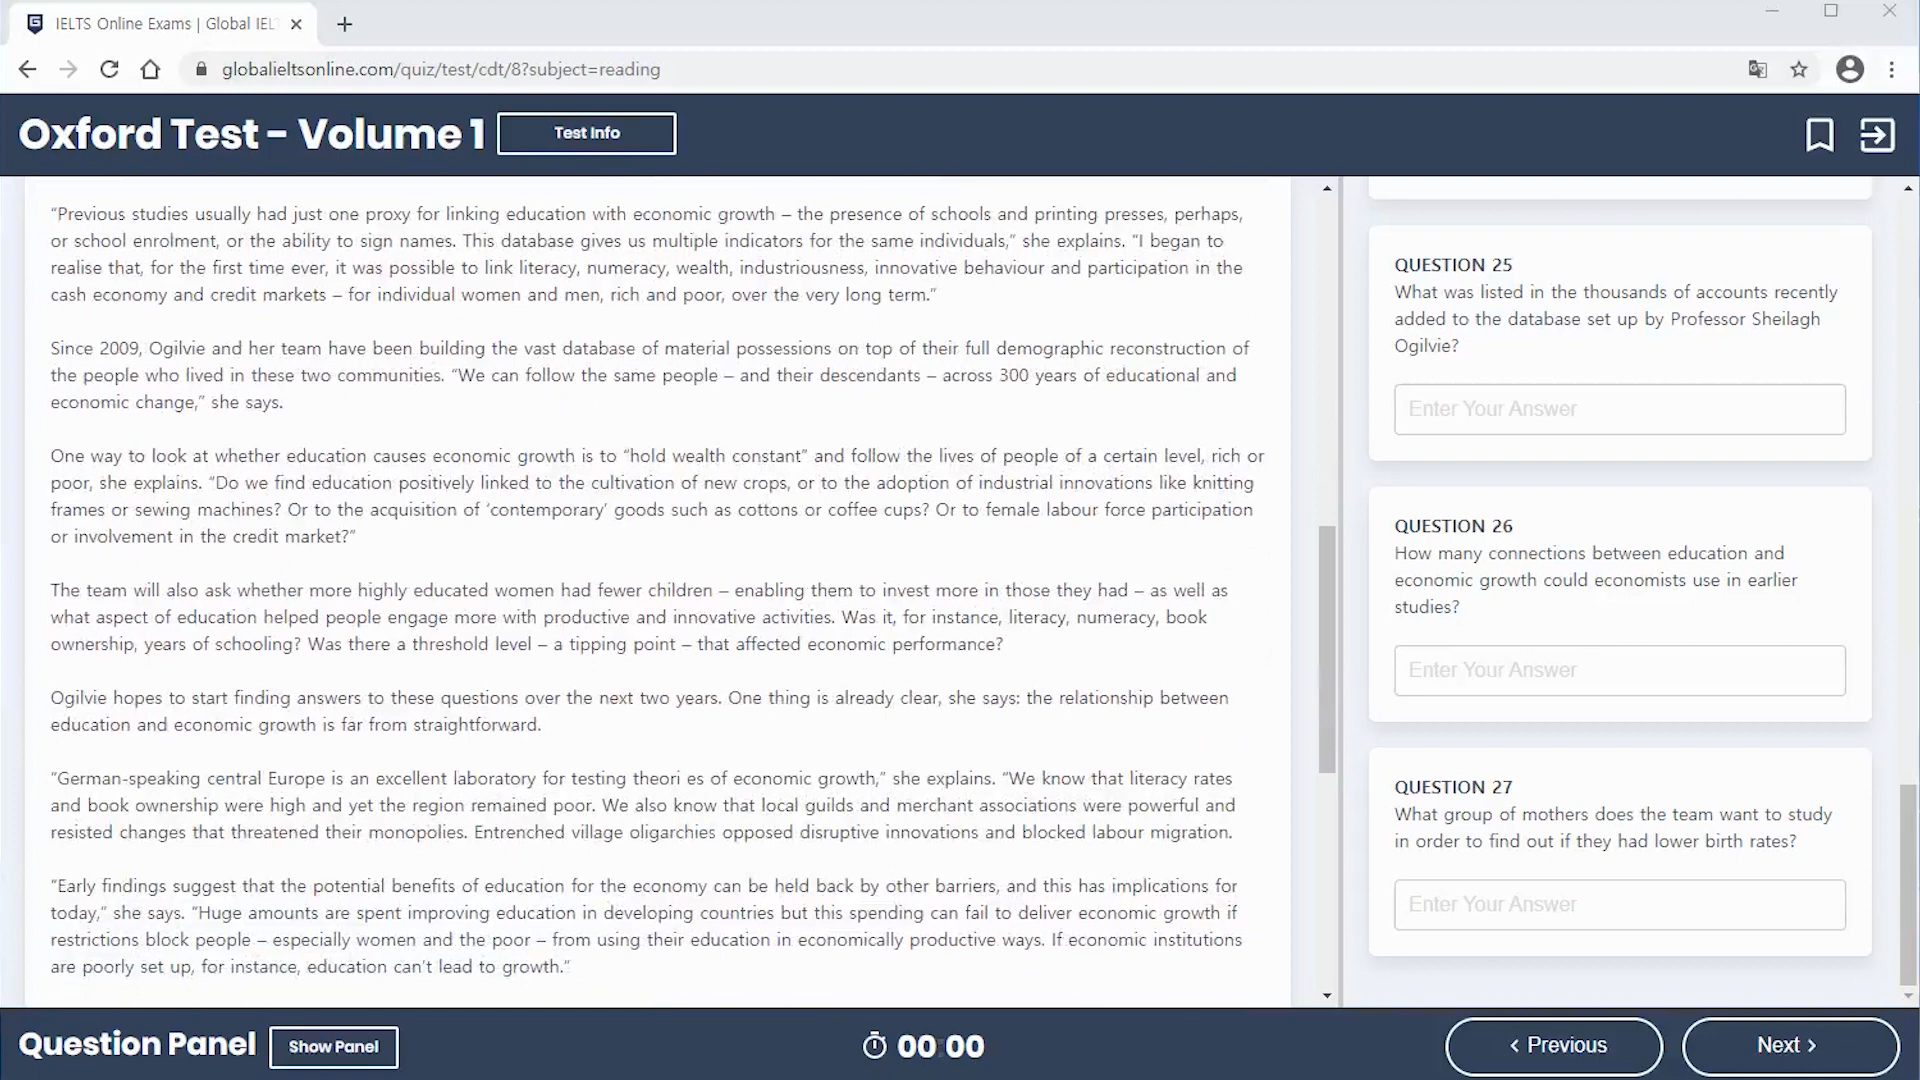 IELTS Online Exams | Global IEL
globalieltsonline.com/quiz/test/cdt/8?subject=reading
Oxford Test - Volume 1
Test Info
“Previous studies usually had just one proxy for linking education with economic growth – the presence of schools and printing presses, perhaps,
or school enrolment, or the ability to sign names. This database gives us multiple indicators for the same individuals,” she explains. “I began to
realise that, for the first time ever, it was possible to link literacy, numeracy, wealth, industriousness, innovative behaviour and participation in the
cash economy and credit markets – for individual women and men, rich and poor, over the very long term.”
Since 2009, Ogilvie and her team have been building the vast database of material possessions on top of their full demographic reconstruction of
the people who lived in these two communities. “We can follow the same people – and their descendants – across 300 years of educational and
economic change,” she says.
One way to look at whether education causes economic growth is to “hold wealth constant” and follow the lives of people of a certain level, rich or
poor, she explains. “Do we find education positively linked to the cultivation of new crops, or to the adoption of industrial innovations like knitting
frames or sewing machines? Or to the acquisition of ‘contemporary’ goods such as cottons or coffee cups? Or to female labour force participation
or involvement in the credit market?”
The team will also ask whether more highly educated women had fewer children – enabling them to invest more in those they had – as well as
what aspect of education helped people engage more with productive and innovative activities. Was it, for instance, literacy, numeracy, book
ownership, years of schooling? Was there a threshold level – a tipping point – that affected economic performance?
Ogilvie hopes to start finding answers to these questions over the next two years. One thing is already clear, she says: the relationship between
education and economic growth is far from straightforward.
“German-speaking central Europe is an excellent laboratory for testing theori es of economic growth,” she explains. “We know that literacy rates
and book ownership were high and yet the region remained poor. We also know that local guilds and merchant associations were powerful and
resisted changes that threatened their monopolies. Entrenched village oligarchies opposed disruptive innovations and blocked labour migration.
“Early findings suggest that the potential benefits of education for the economy can be held back by other barriers, and this has implications for
today,” she says. “Huge amounts are spent improving education in developing countries but this spending can fail to deliver economic growth if
restrictions block people – especially women and the poor – from using their education in economically productive ways. If economic institutions
are poorly set up, for instance, education can’t lead to growth.”
QUESTION 25
What was listed in the thousands of accounts recently
added to the database set up by Professor Sheilagh
Ogilvie?
Enter Your Answer
QUESTION 26
How many connections between education and
economic growth could economists use in earlier
studies?
Enter Your Answer
QUESTION 27
What group of mothers does the team want to study
in order to find out if they had lower birth rates?
Enter Your Answer
Question Panel
Show Panel
00:00
‹ Previous
Next ›